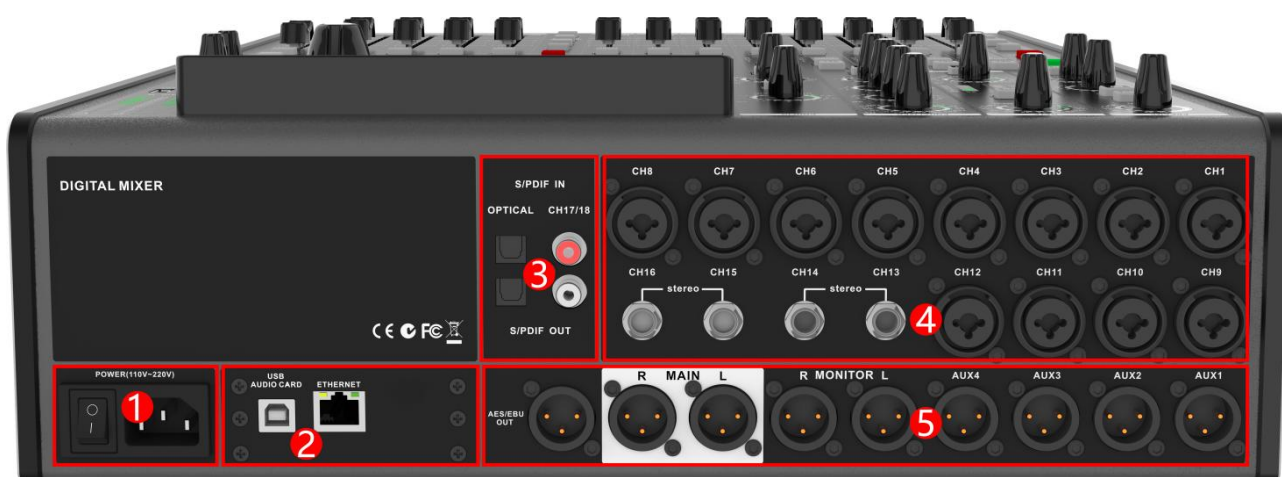 DIGITAL MIXER
S/PDIF IN
OPTICAL CH17/18
3
S/PDIF OUT
CE FC
CH8 CH7 CH6 CH5 CH4 CH3 CH2 CH1
CH16 CH15 CH14 CH13 CH12 CH11 CH10 CH9
stereo stereo
4
POWER(110V~220V)
1
USB
AUDIO CARD ETHERNET
2
AES/EBU
OUT
R MAIN L
R MONITOR L
AUX4 AUX3 AUX2 AUX1
5